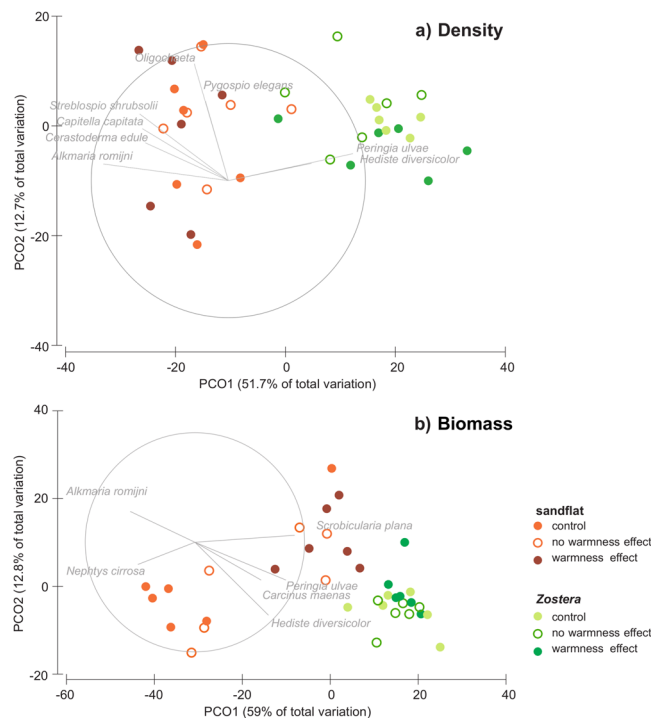 a) Density
20
0
-20
-40
PCO2 (12.7% of total variation)
Oligochaeta
Pygospio elegans
Streblospio shrubsolii
Capitella capitata
Cerastoderma edule
Alkmaria romijni
Peringia ulvae
Hediste diversicolor
-40
-20
0
20
40
PCO1 (51.7% of total variation)
b) Biomass
40
20
0
-20
PCO2 (12.8% of total variation)
Alkmaria romijni
Scrobicularia plana
Nephtys cirrosa
Peringia ulvae
Carcinus maenas
Hediste diversicolor
-60
-40
-20
0
20
40
PCO1 (59% of total variation)
sandflat
control
no warmness effect
warmness effect
Zostera
control
no warmness effect
warmness effect